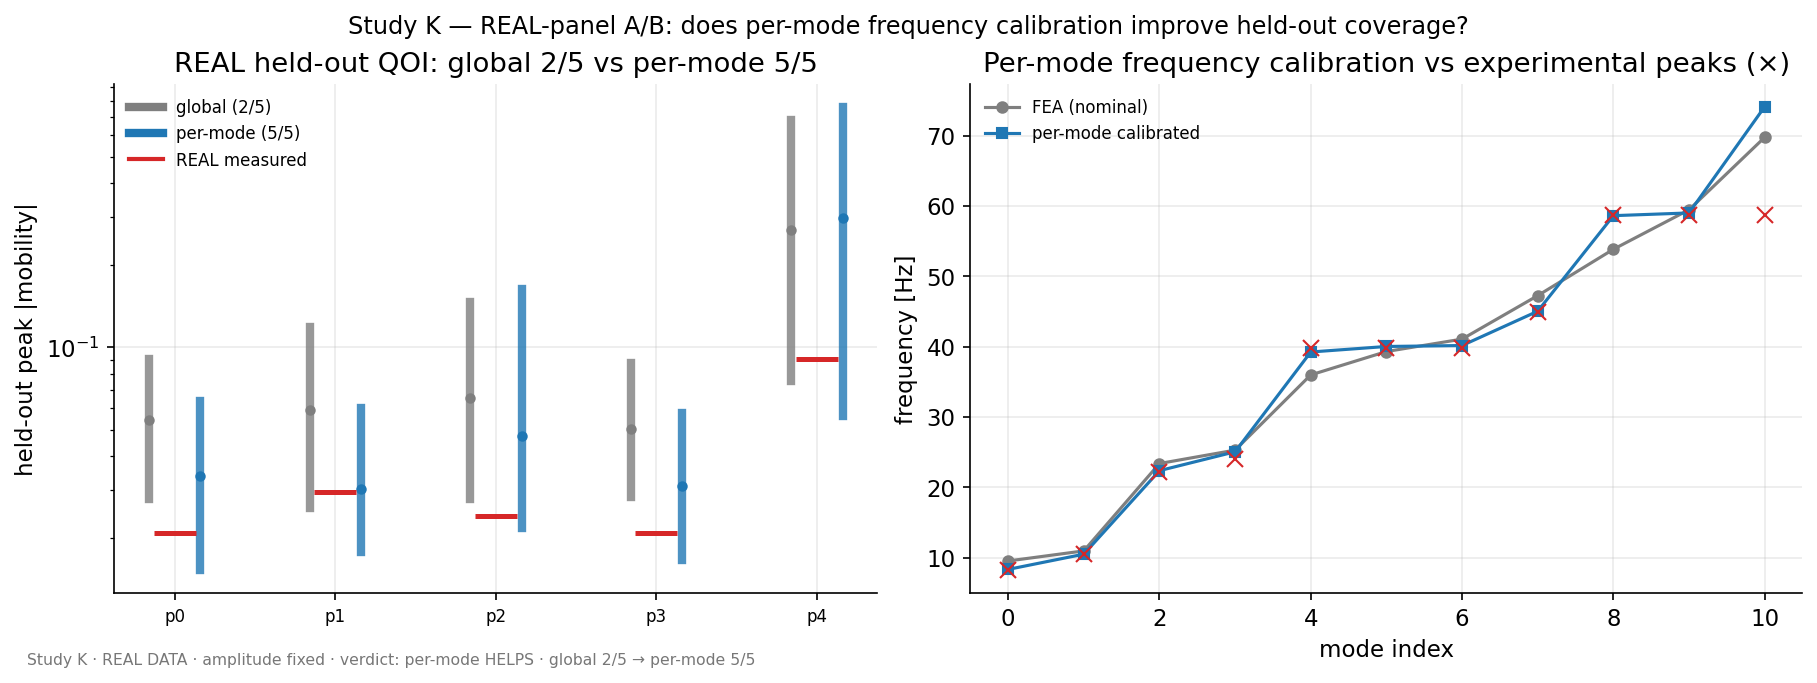 Study K — REAL-panel A/B: does per-mode frequency calibration improve held-out coverage?
REAL held-out QOI: global 2/5 vs per-mode 5/5
global (2/5)
per-mode (5/5)
REAL measured
held-out peak |mobility|
10⁻¹
p0
p1
p2
p3
p4
Per-mode frequency calibration vs experimental peaks (×)
FEA (nominal)
per-mode calibrated
frequency [Hz]
70
60
50
40
30
20
10
0
2
4
6
8
10
mode index
Study K · REAL DATA · amplitude fixed · verdict: per-mode HELPS · global 2/5 → per-mode 5/5